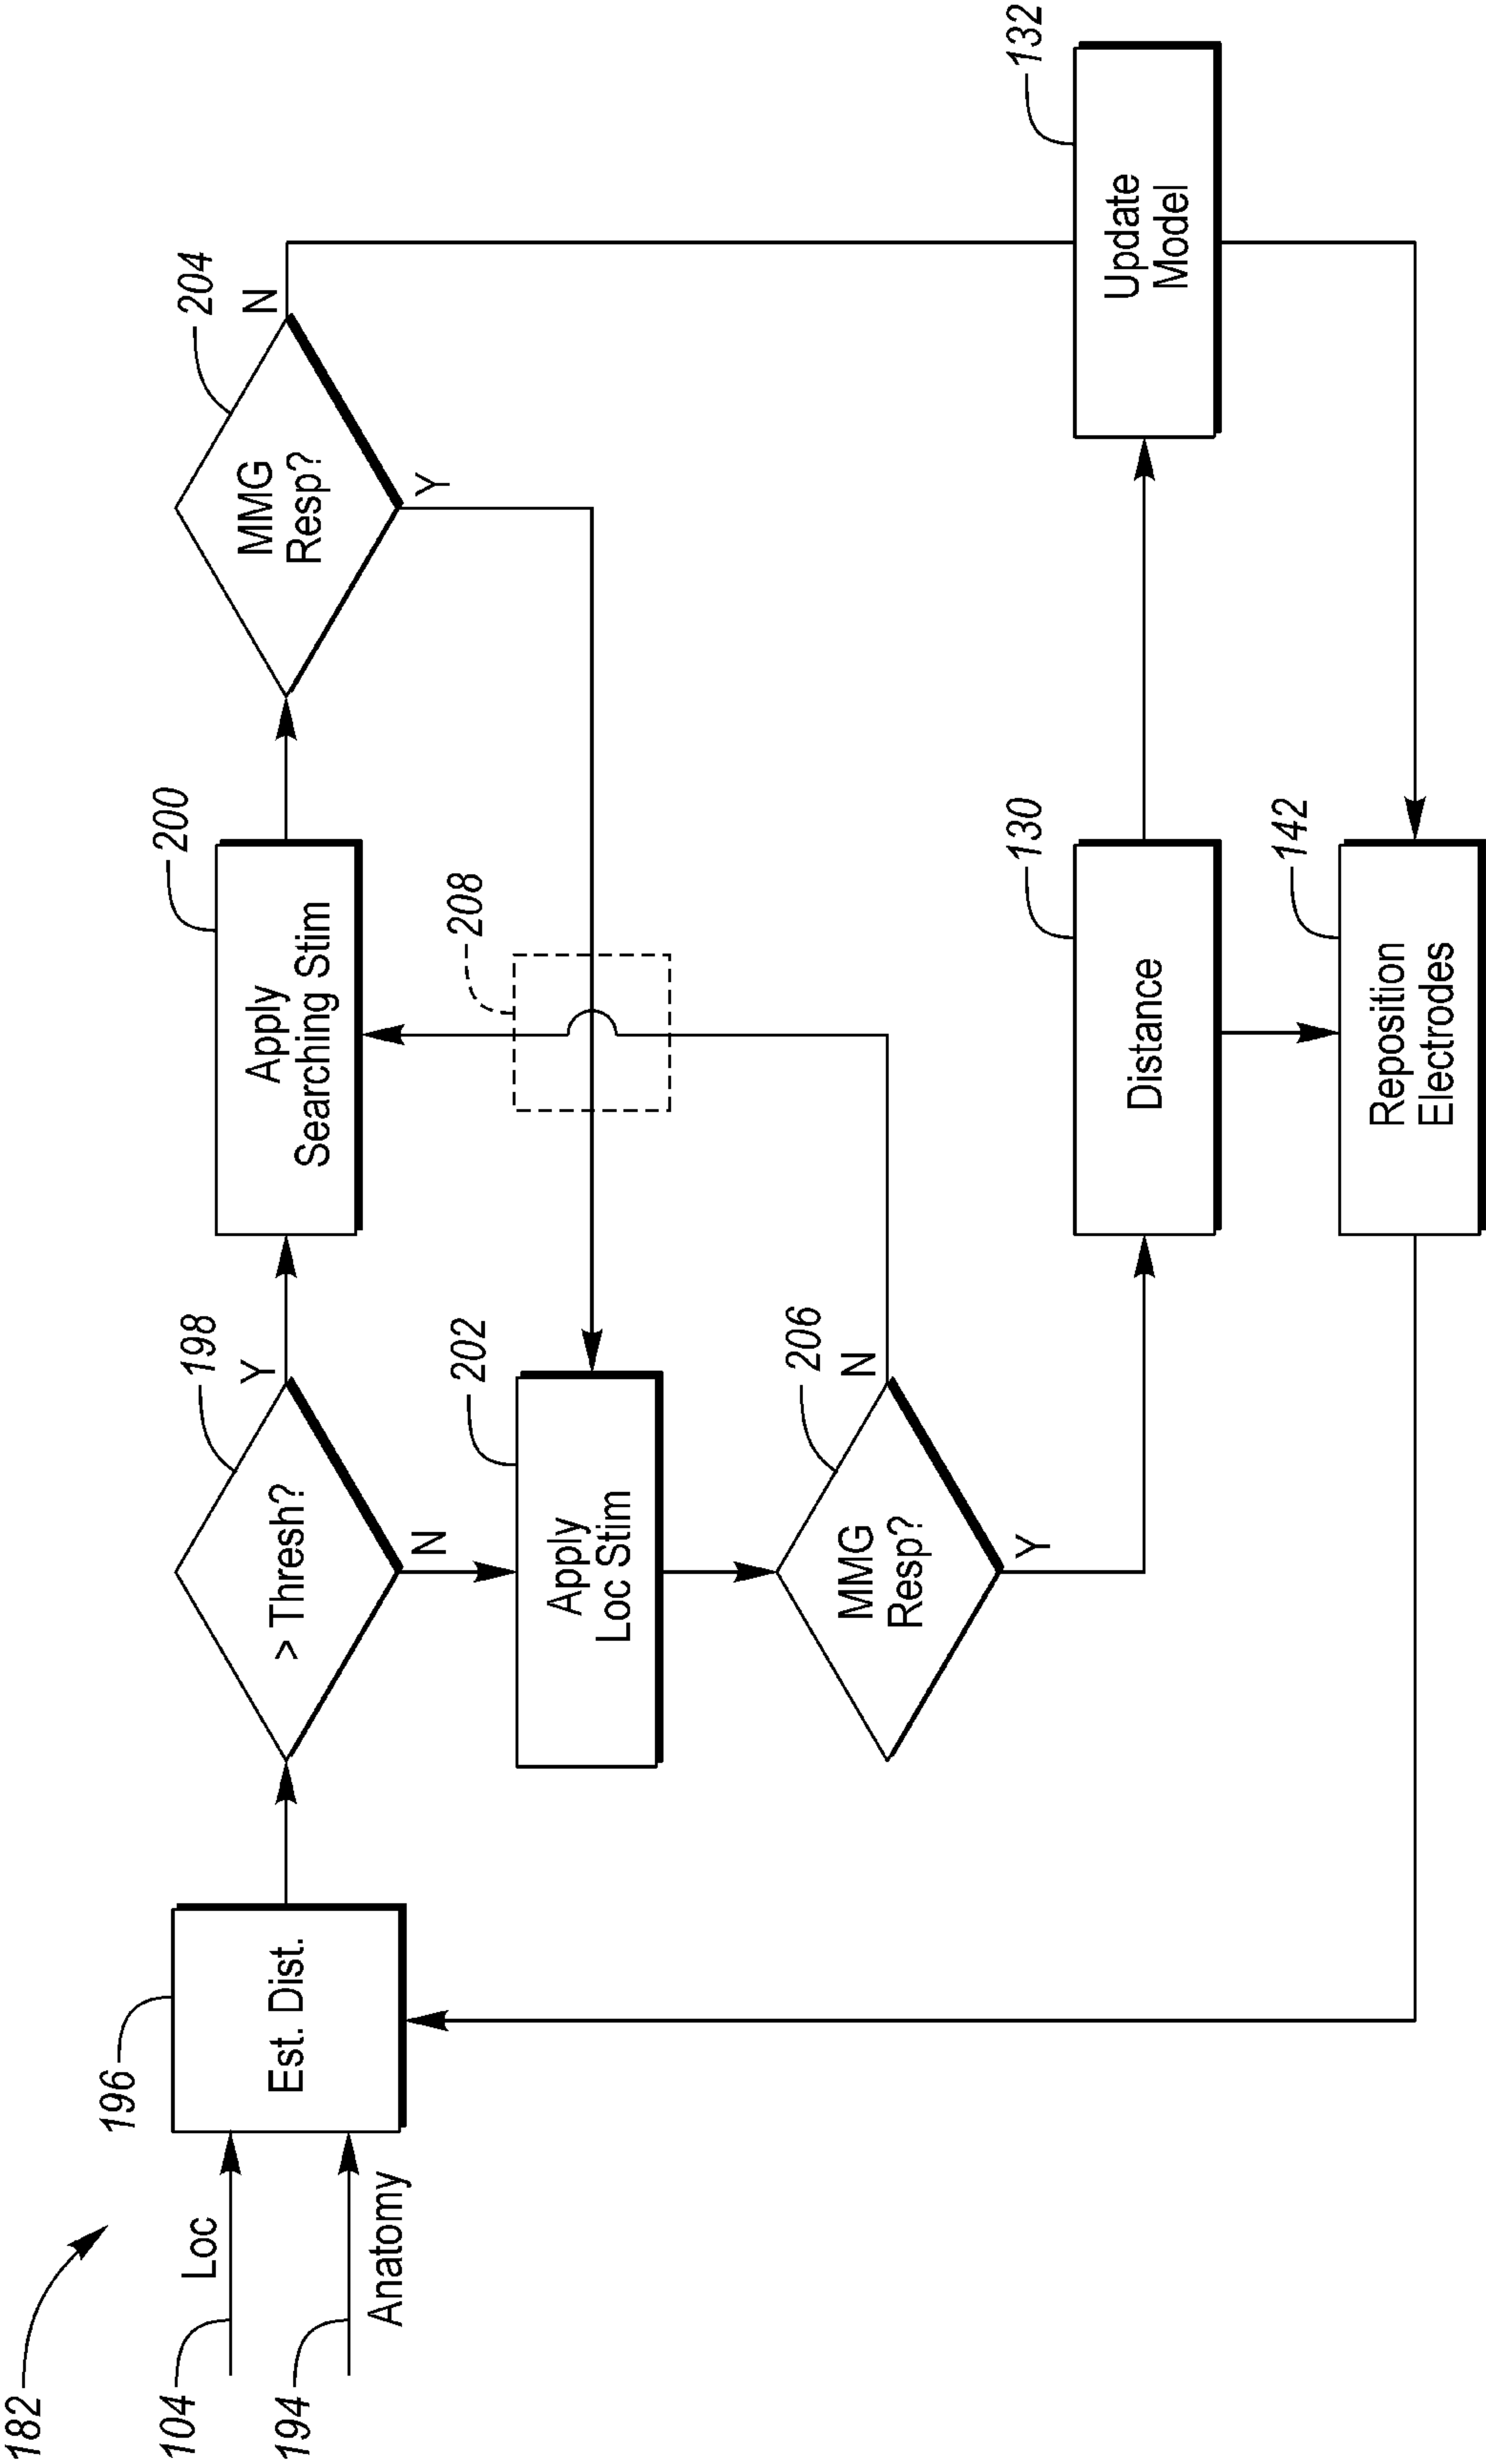 182
104
Loc
194
Anatomy
196
Est. Dist.
198
> Thresh?
Y
N
200
Apply
Searching Stim
204
MMG
Resp?
N
Y
208
202
Apply
Loc Stim
206
MMG
Resp?
N
Y
130
Distance
132
Update
Model
142
Reposition
Electrodes